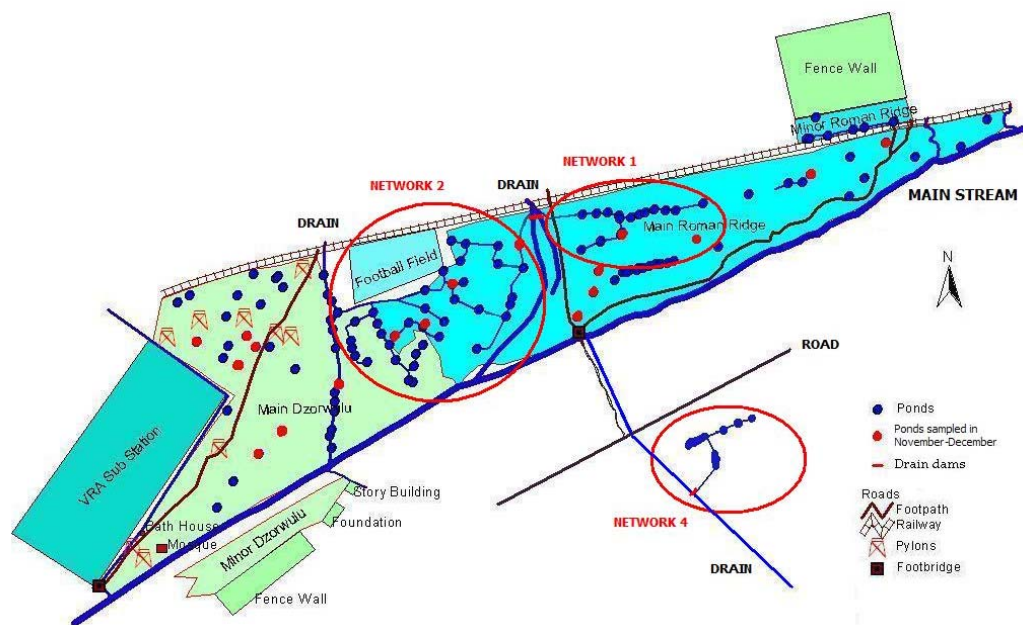 Fence Wall
Minor Roman Ridge
NETWORK 1
NETWORK 2
DRAIN
DRAIN
MAIN STREAM
Main Roman Ridge
Football Field
N
ROAD
Main Dzorwulu
VRA Sub Station
Ponds
Ponds sampled in
November-December
Drain dams
Story Building
Roads
Footpath
Railway
Pylons
Footbridge
Foundation
NETWORK 4
Bath House
Mosque
Minor Dzorwulu
DRAIN
Fence Wall